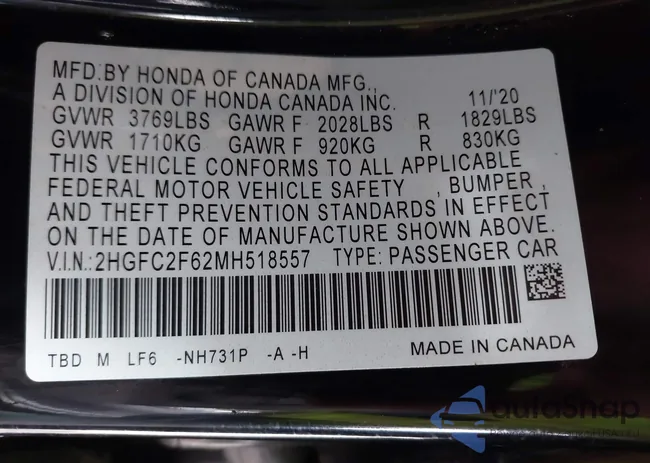 MFD.BY HONDA OF CANADA MFG.,
A DIVISION OF HONDA CANADA INC. 11/'20
GVWR 3769LBS GAWR F 2028LBS R 1829LBS
GVWR 1710KG GAWR F 920KG R 830KG
THIS VEHICLE CONFORMS TO ALL APPLICABLE
FEDERAL MOTOR VEHICLE SAFETY , BUMPER ,
AND THEFT PREVENTION STANDARDS IN EFFECT
ON THE DATE OF MANUFACTURE SHOWN ABOVE.
V.I.N.:2HGFC2F62MH518557 TYPE: PASSENGER CAR
TBD M LF6 -NH731P -A -H MADE IN CANADA
autoSnap